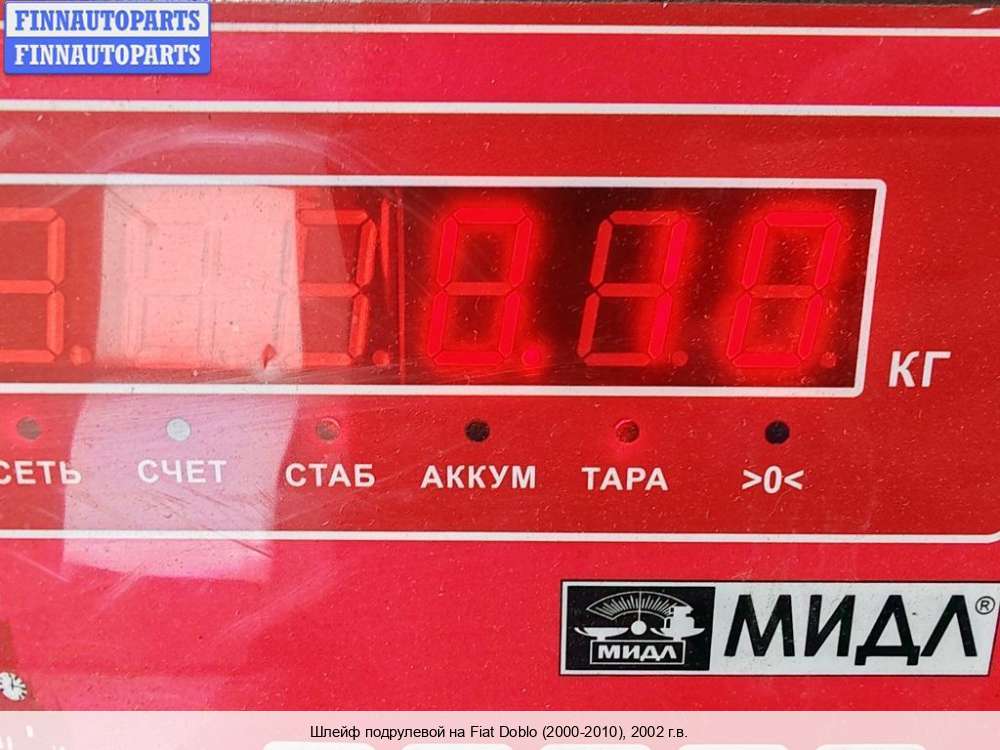 FINNAUTOPARTS
FINNAUTOPARTS
0.10
КГ
СЕТЬ СЧЕТ СТАБ АККУМ ТАРА >0<
МИДЛ МИДЛ®
Шлейф подрулевой на Fiat Doblo (2000-2010), 2002 г.в.